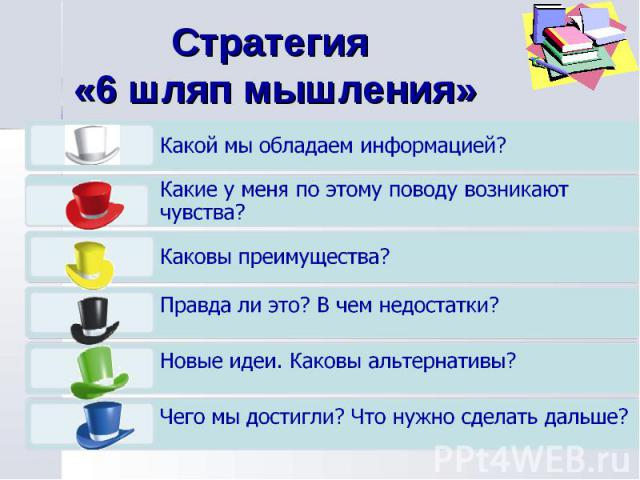 Стратегия
«6 шляп мышления»
Какой мы обладаем информацией?
Какие у меня по этому поводу возникают
чувства?
Каковы преимущества?
Правда ли это? В чем недостатки?
Новые идеи. Каковы альтернативы?
Чего мы достигли? Что нужно сделать дальше?
PPt4WEB.ru